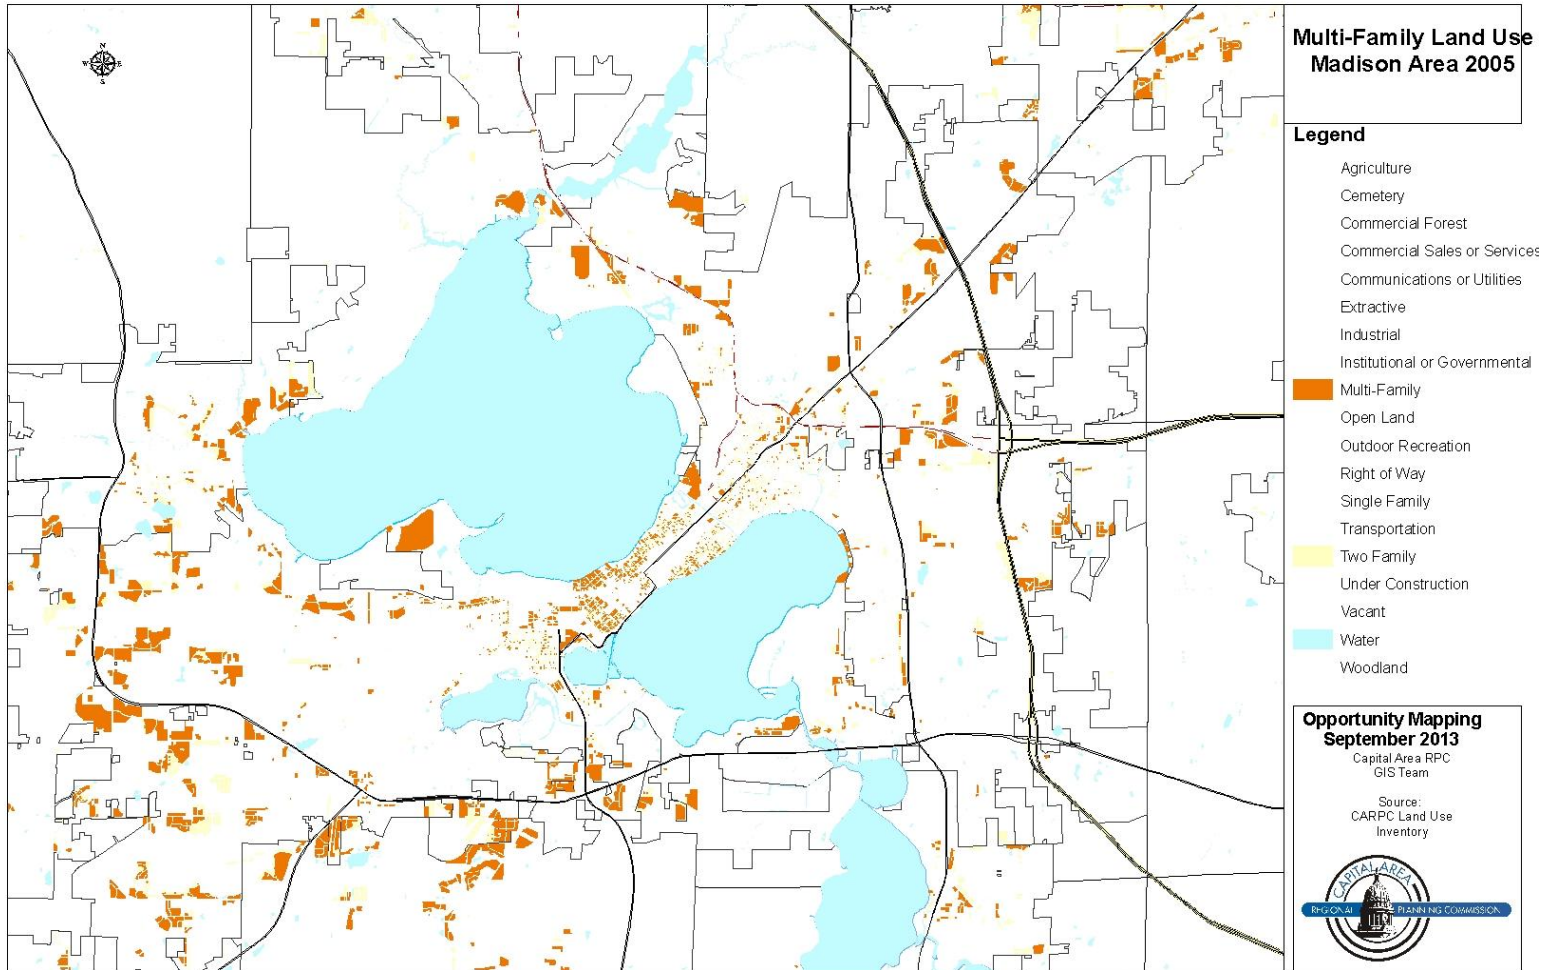 N
W E
S
Multi-Family Land Use
Madison Area 2005
Legend
Agriculture
Cemetery
Commercial Forest
Commercial Sales or Services
Communications or Utilities
Extractive
Industrial
Institutional or Governmental
Multi-Family
Open Land
Outdoor Recreation
Right of Way
Single Family
Transportation
Two Family
Under Construction
Vacant
Water
Woodland
Opportunity Mapping
September 2013
Capital Area RPC
GIS Team
Source:
CARPC Land Use
Inventory
CAPITAL AREA
REGIONAL PLANNING COMMISSION